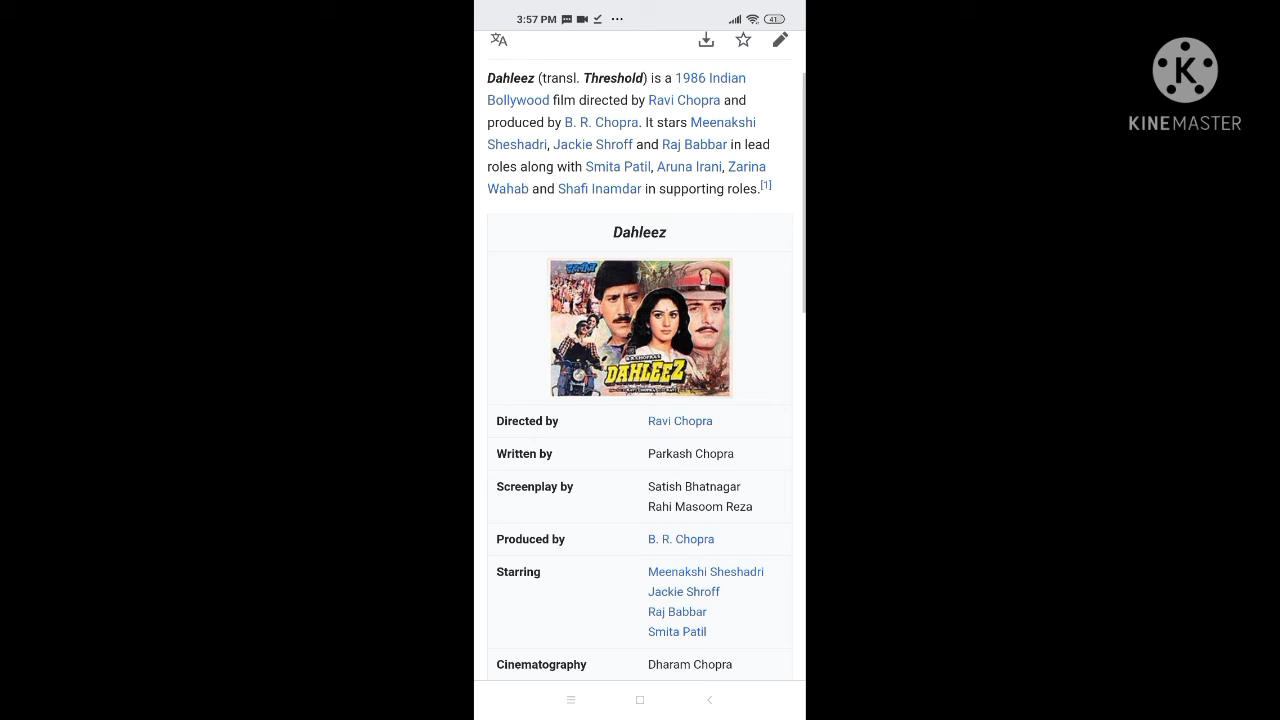 3:57 PM
41
K
KINEMASTER
文A
Dahleez (transl. Threshold) is a 1986 Indian
Bollywood film directed by Ravi Chopra and
produced by B. R. Chopra. It stars Meenakshi
Sheshadri, Jackie Shroff and Raj Babbar in lead
roles along with Smita Patil, Aruna Irani, Zarina
Wahab and Shafi Inamdar in supporting roles.[1]
Dahleez
B.R.CHOPRA'S
DAHLEEZ
Directed by Ravi Chopra
Written by Parkash Chopra
Screenplay by Satish Bhatnagar
Rahi Masoom Reza
Produced by B. R. Chopra
Starring Meenakshi Sheshadri
Jackie Shroff
Raj Babbar
Smita Patil
Cinematography Dharam Chopra